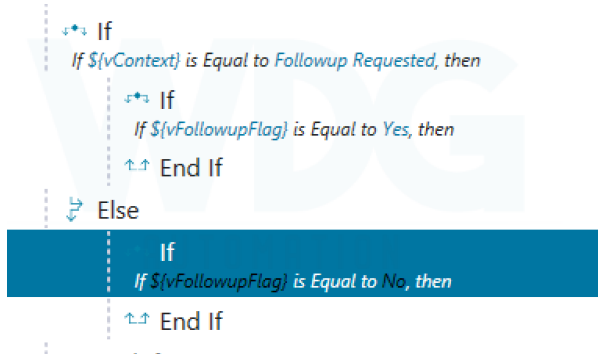 If
If ${vContext} is Equal to Followup Requested, then
If
If ${vFollowupFlag} is Equal to Yes, then
End If
Else
If
If ${vFollowupFlag} is Equal to No, then
End If
WDG